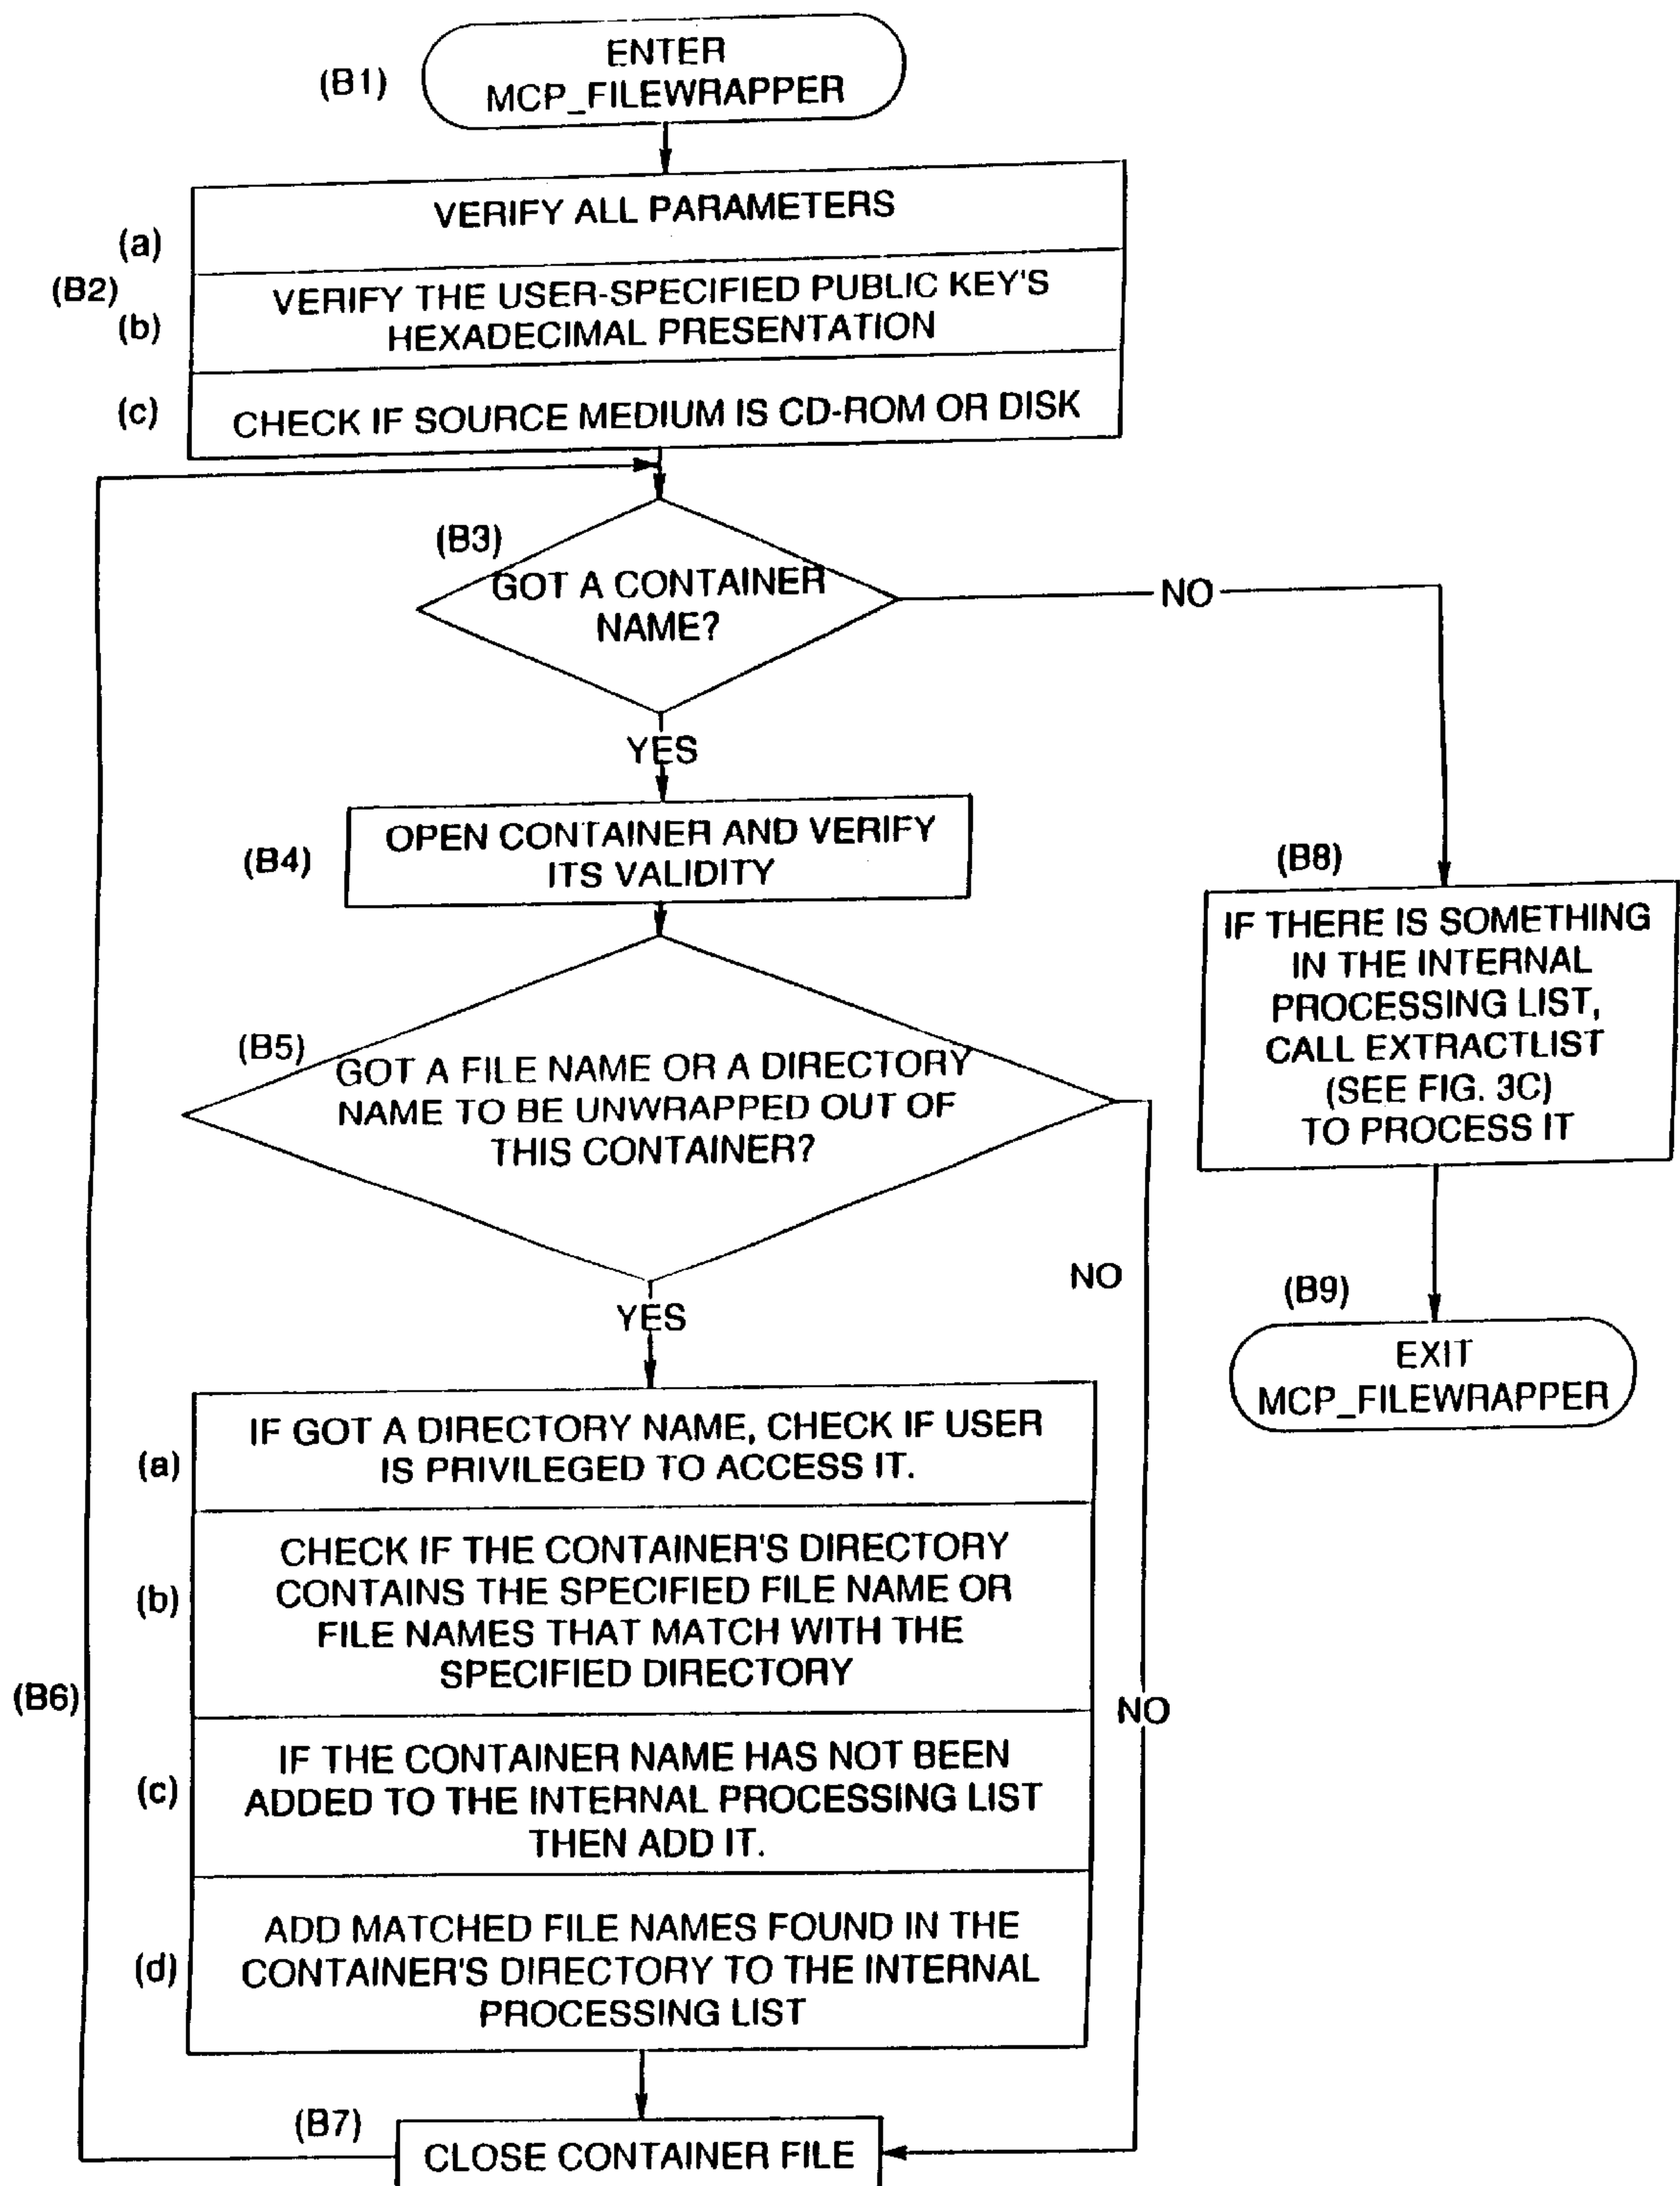 (B1)
ENTER
MCP_FILEWRAPPER
(a)
VERIFY ALL PARAMETERS
(B2)
(b)
VERIFY THE USER-SPECIFIED PUBLIC KEY'S
HEXADECIMAL PRESENTATION
(c)
CHECK IF SOURCE MEDIUM IS CD-ROM OR DISK
(B3)
GOT A CONTAINER
NAME?
NO
YES
(B4)
OPEN CONTAINER AND VERIFY
ITS VALIDITY
(B8)
IF THERE IS SOMETHING
IN THE INTERNAL
PROCESSING LIST,
CALL EXTRACTLIST
(SEE FIG. 3C)
TO PROCESS IT
(B5)
GOT A FILE NAME OR A DIRECTORY
NAME TO BE UNWRAPPED OUT OF
THIS CONTAINER?
NO
YES
(B9)
EXIT
MCP_FILEWRAPPER
(a)
IF GOT A DIRECTORY NAME, CHECK IF USER
IS PRIVILEGED TO ACCESS IT.
(b)
CHECK IF THE CONTAINER'S DIRECTORY
CONTAINS THE SPECIFIED FILE NAME OR
FILE NAMES THAT MATCH WITH THE
SPECIFIED DIRECTORY
(B6)
NO
(c)
IF THE CONTAINER NAME HAS NOT BEEN
ADDED TO THE INTERNAL PROCESSING LIST
THEN ADD IT.
(d)
ADD MATCHED FILE NAMES FOUND IN THE
CONTAINER'S DIRECTORY TO THE INTERNAL
PROCESSING LIST
(B7)
CLOSE CONTAINER FILE